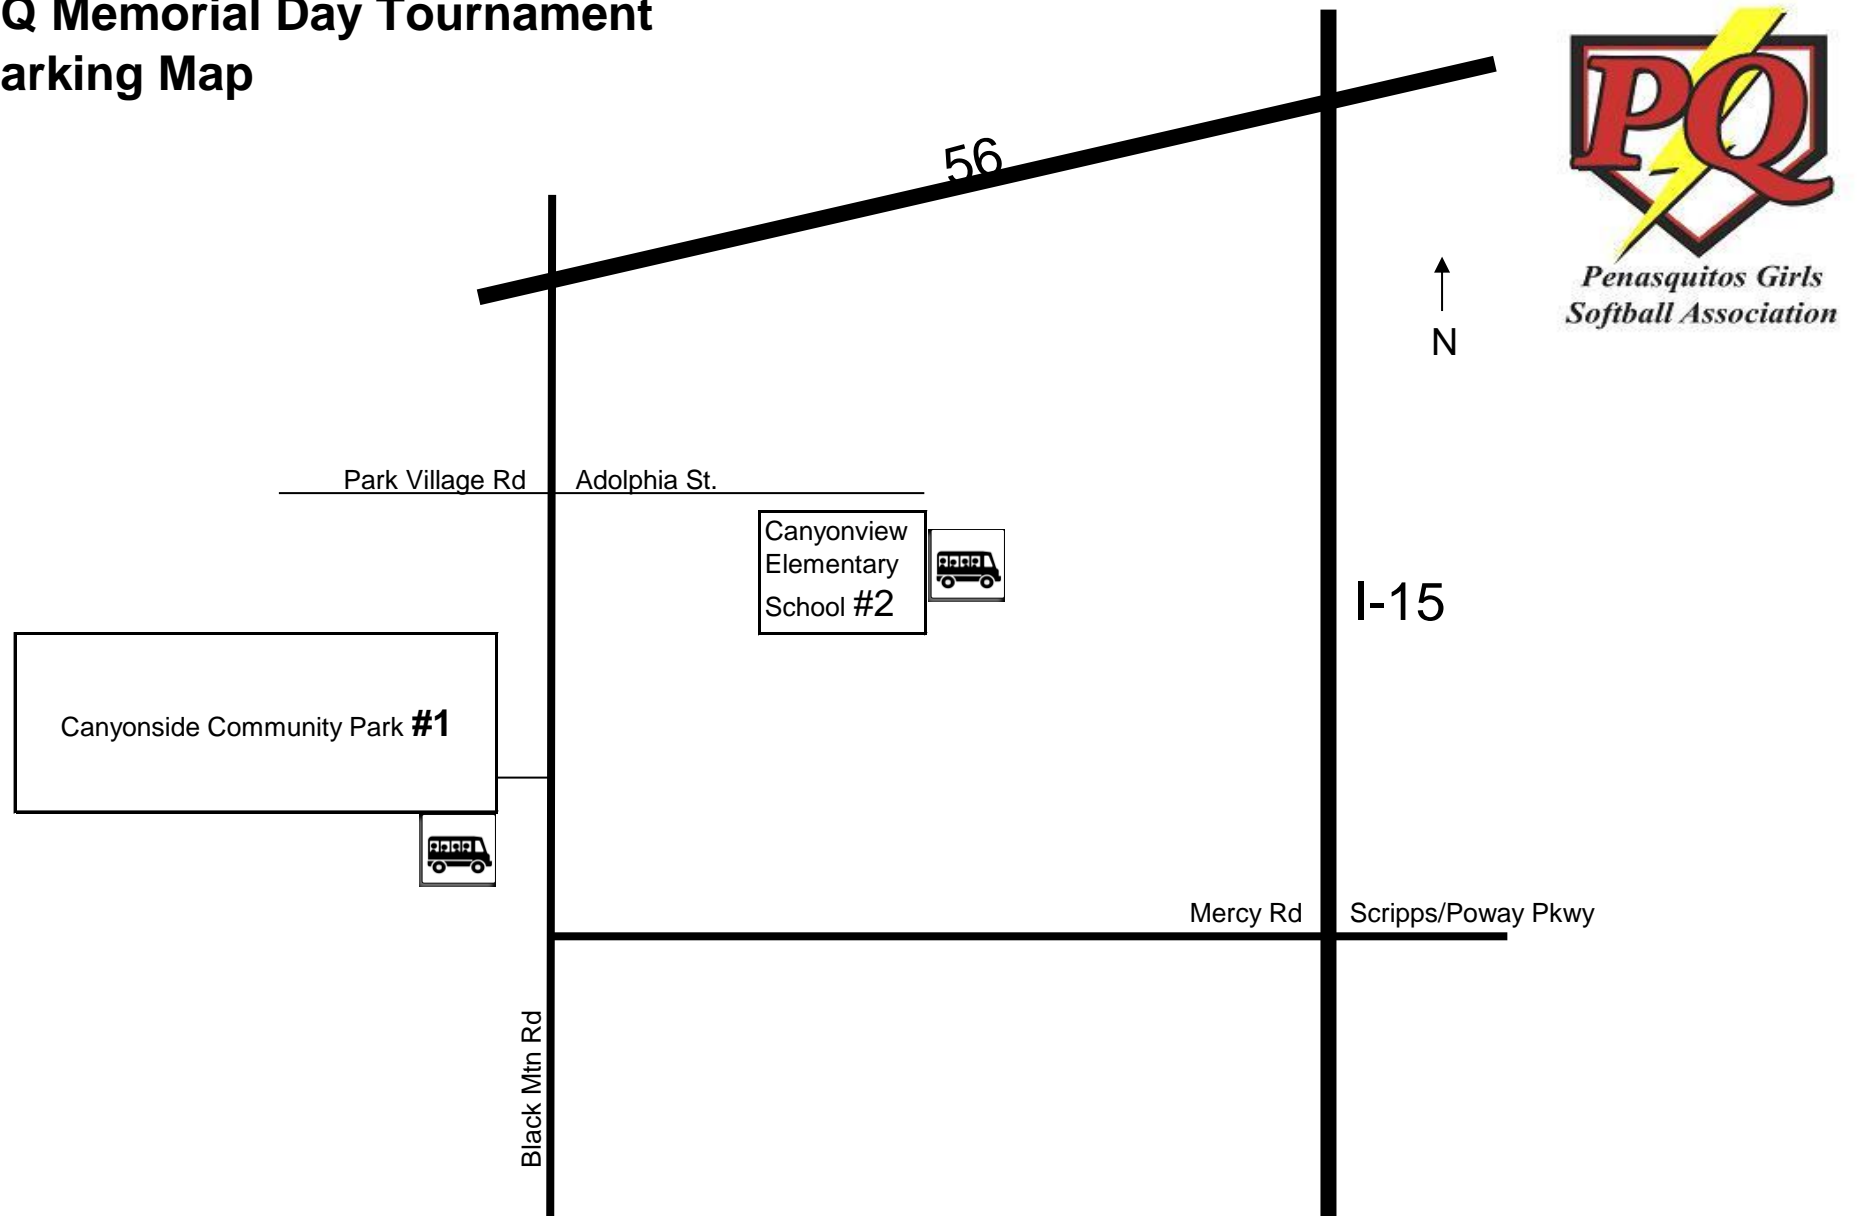 Q Memorial Day Tournament
arking Map
PQ
Penasquitos Girls
Softball Association
56
N
Park Village Rd
Adolphia St.
Canyonview
Elementary
School #2
I-15
Canyonside Community Park #1
Mercy Rd
Scripps/Poway Pkwy
Black Mtn Rd